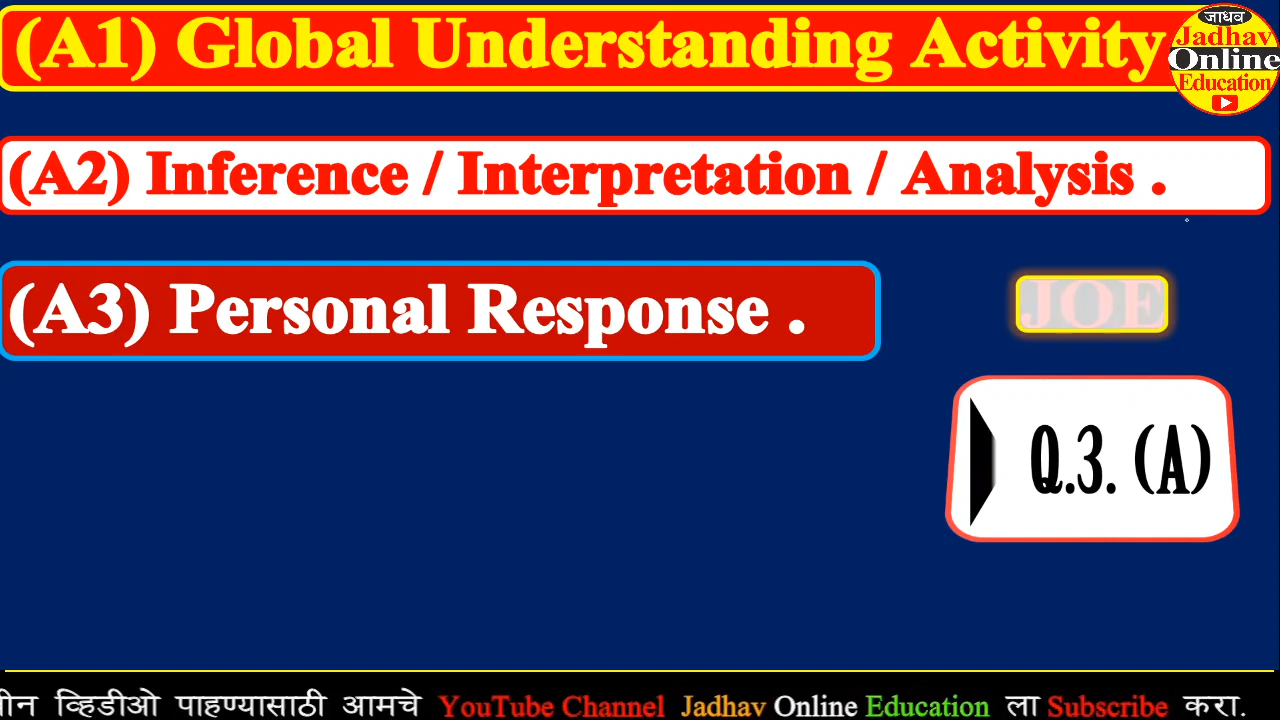 (A1) Global Understanding Activity
जाधव
Jadhav
Online
Education
(A2) Inference / Interpretation / Analysis .
(A3) Personal Response .
JOE
Q.3. (A)
व्हिडीओ पाहण्यासाठी आमचे YouTube Channel Jadhav Online Education ला Subscribe करा.